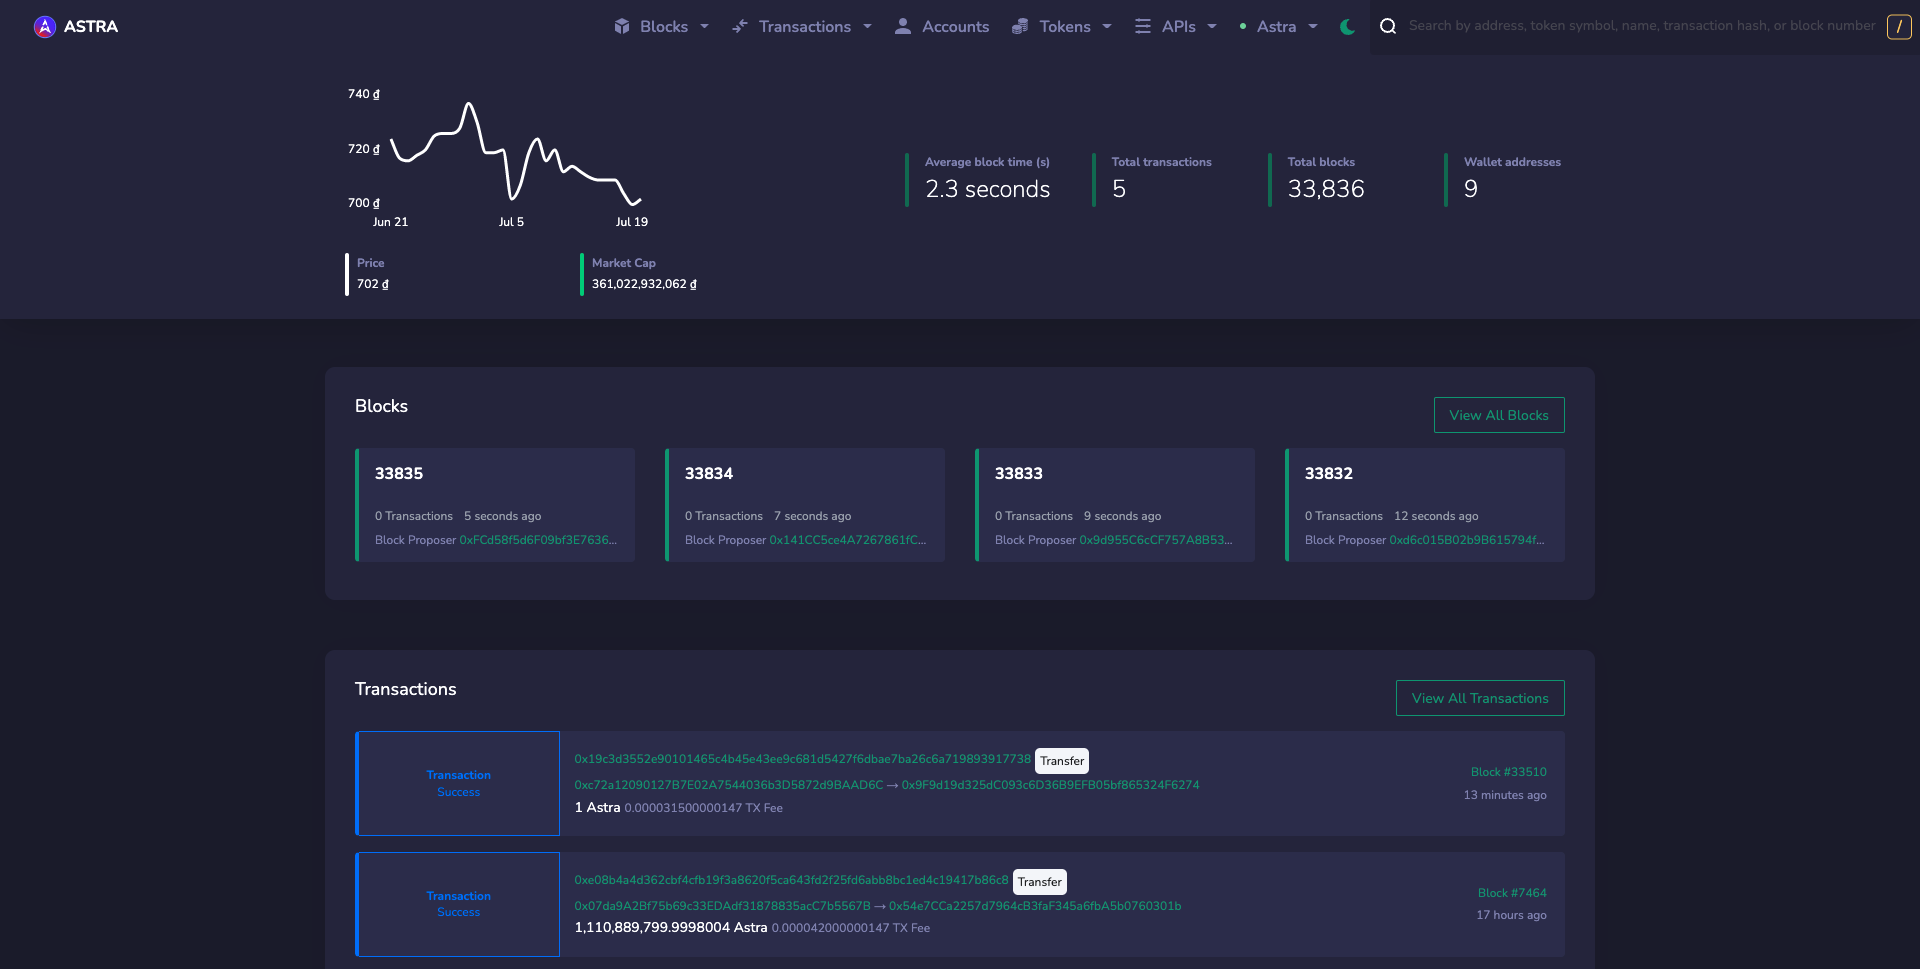 ASTRA
Blocks
Transactions
Accounts
Tokens
APIs
Astra
Search by address, token symbol, name, transaction hash, or block number
/
740 ₫
720 ₫
700 ₫
Jun 21
Jul 5
Jul 19
Price
702 ₫
Market Cap
361,022,932,062 ₫
Average block time (s)
2.3 seconds
Total transactions
5
Total blocks
33,836
Wallet addresses
9
Blocks
View All Blocks
33835
0 Transactions 5 seconds ago
Block Proposer 0xFCd58f5d6F09bf3E7636...
33834
0 Transactions 7 seconds ago
Block Proposer 0x141CC5ce4A7267861fC...
33833
0 Transactions 9 seconds ago
Block Proposer 0x9d955C6cCF757A8B53...
33832
0 Transactions 12 seconds ago
Block Proposer 0xd6c015B02b9B615794f...
Transactions
View All Transactions
Transaction
Success
0x19c3d3552e90101465c4b45e43ee9c681d5427f6dbae7ba26c6a719893917738 Transfer
0xc72a12090127B7E02A7544036b3D5872d9BAAD6C → 0x9F9d19d325dC093c6D36B9EFB05bf865324F6274
1 Astra 0.000031500000147 TX Fee
Block #33510
13 minutes ago
Transaction
Success
0xe08b4a4d362cbf4cfb19f3a8620f5ca643fd2f25fd6abb8bc1ed4c19417b86c8 Transfer
0x07da9A2Bf75b69c33EDAdf31878835acC7b5567B → 0x54e7CCa2257d7964cB3faF345a6fbA5b0760301b
1,110,889,799.9998004 Astra 0.000042000000147 TX Fee
Block #7464
17 hours ago